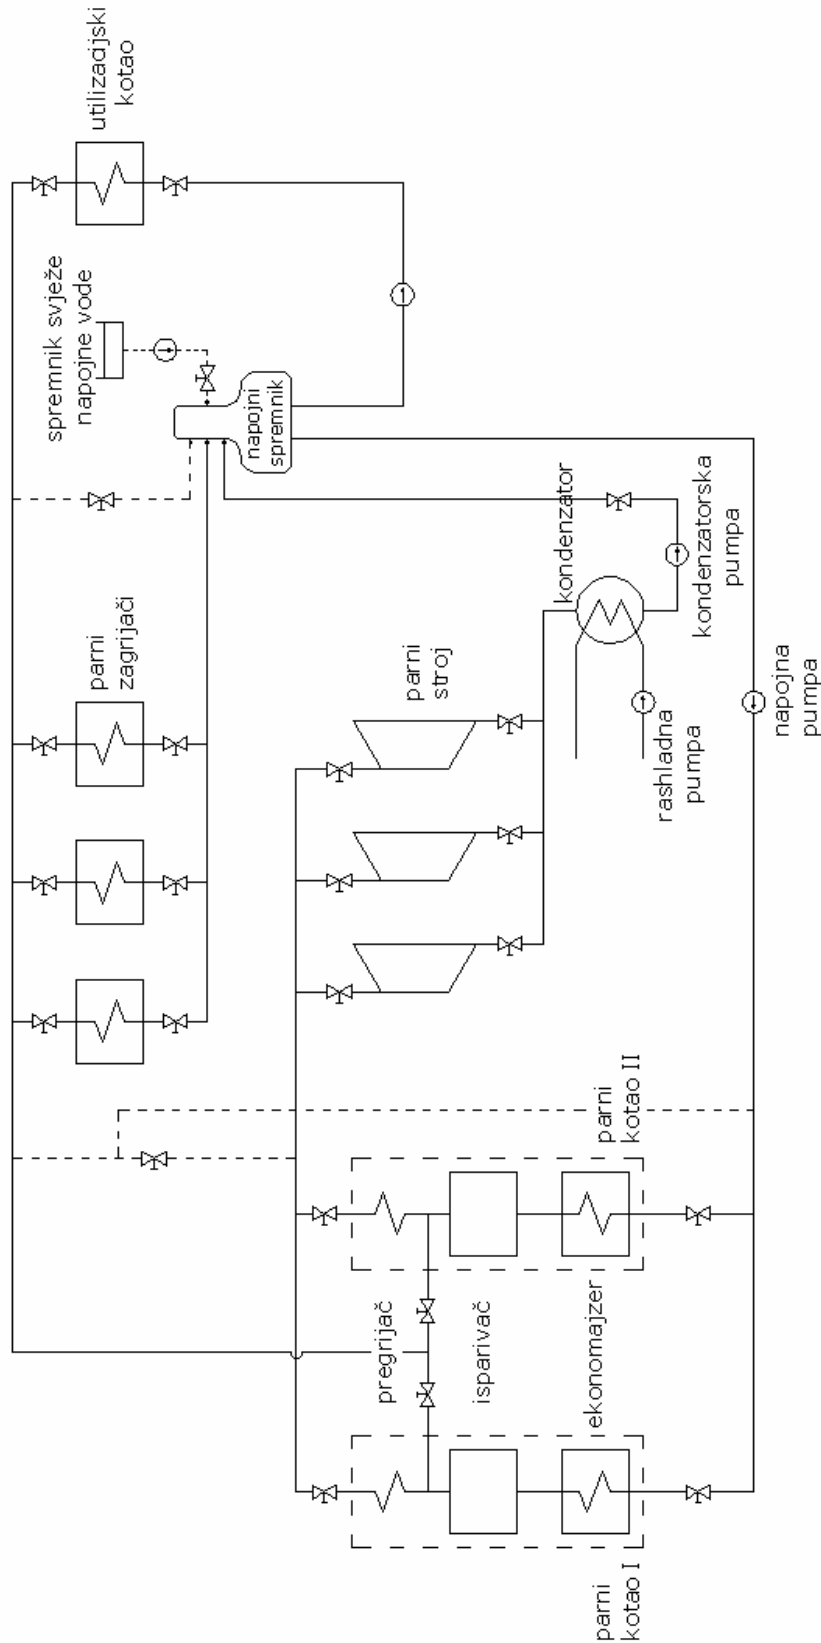 utilizadjski
kotao
spremnik svježe
napojne vode
napojni
spremnik
parni
zagrijači
kondenzator
kondenzatorska
pumpa
parni
stroj
rashladna
pumpa
napojna
pumpa
parni
kotao II
pregrijač
isparivač
ekonomajzer
parni
kotao I